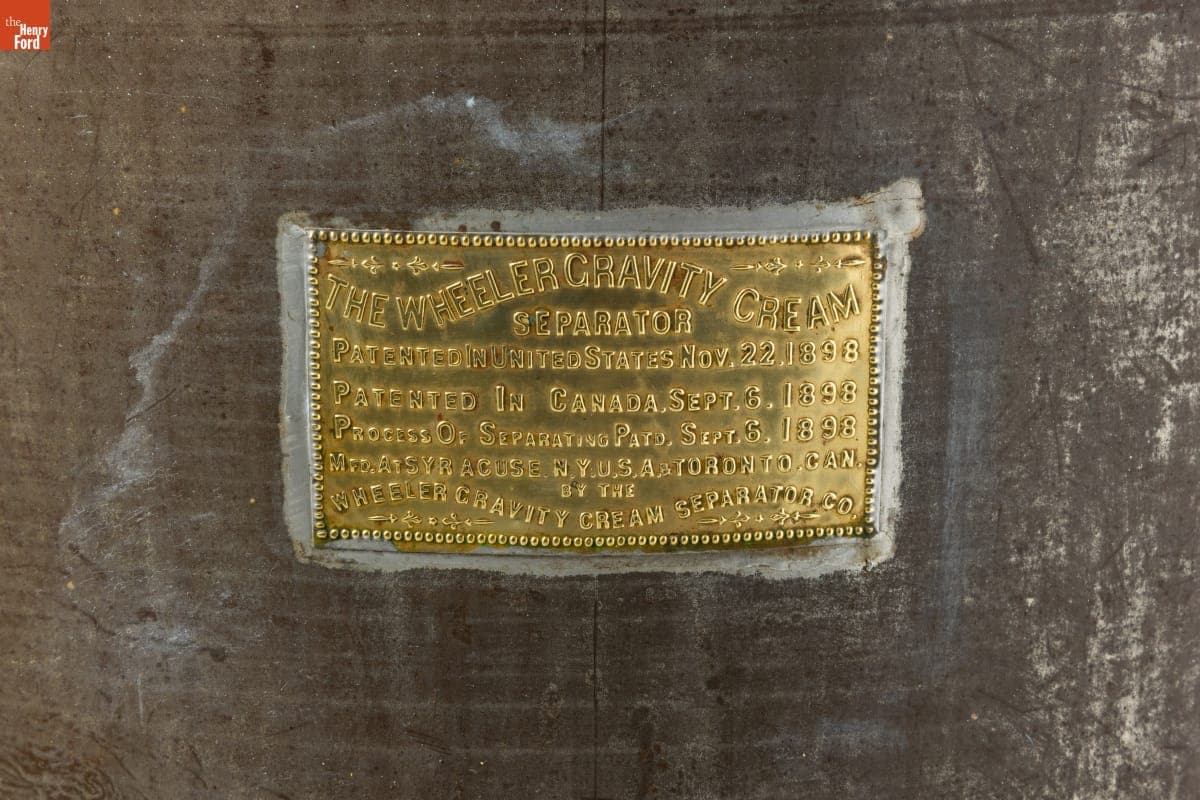 the
Henry
Ford
THE WHEELER GRAVITY CREAM
SEPARATOR
PATENTED IN UNITED STATES NOV. 22. 1898
PATENTED IN CANADA. SEPT. 6. 1898
PROCESS OF SEPARATING PATD. SEPT. 6. 1898
MFD. AT SYRACUSE. N.Y. U.S.A. & TORONTO. CAN.
BY THE
WHEELER GRAVITY CREAM SEPARATOR CO.